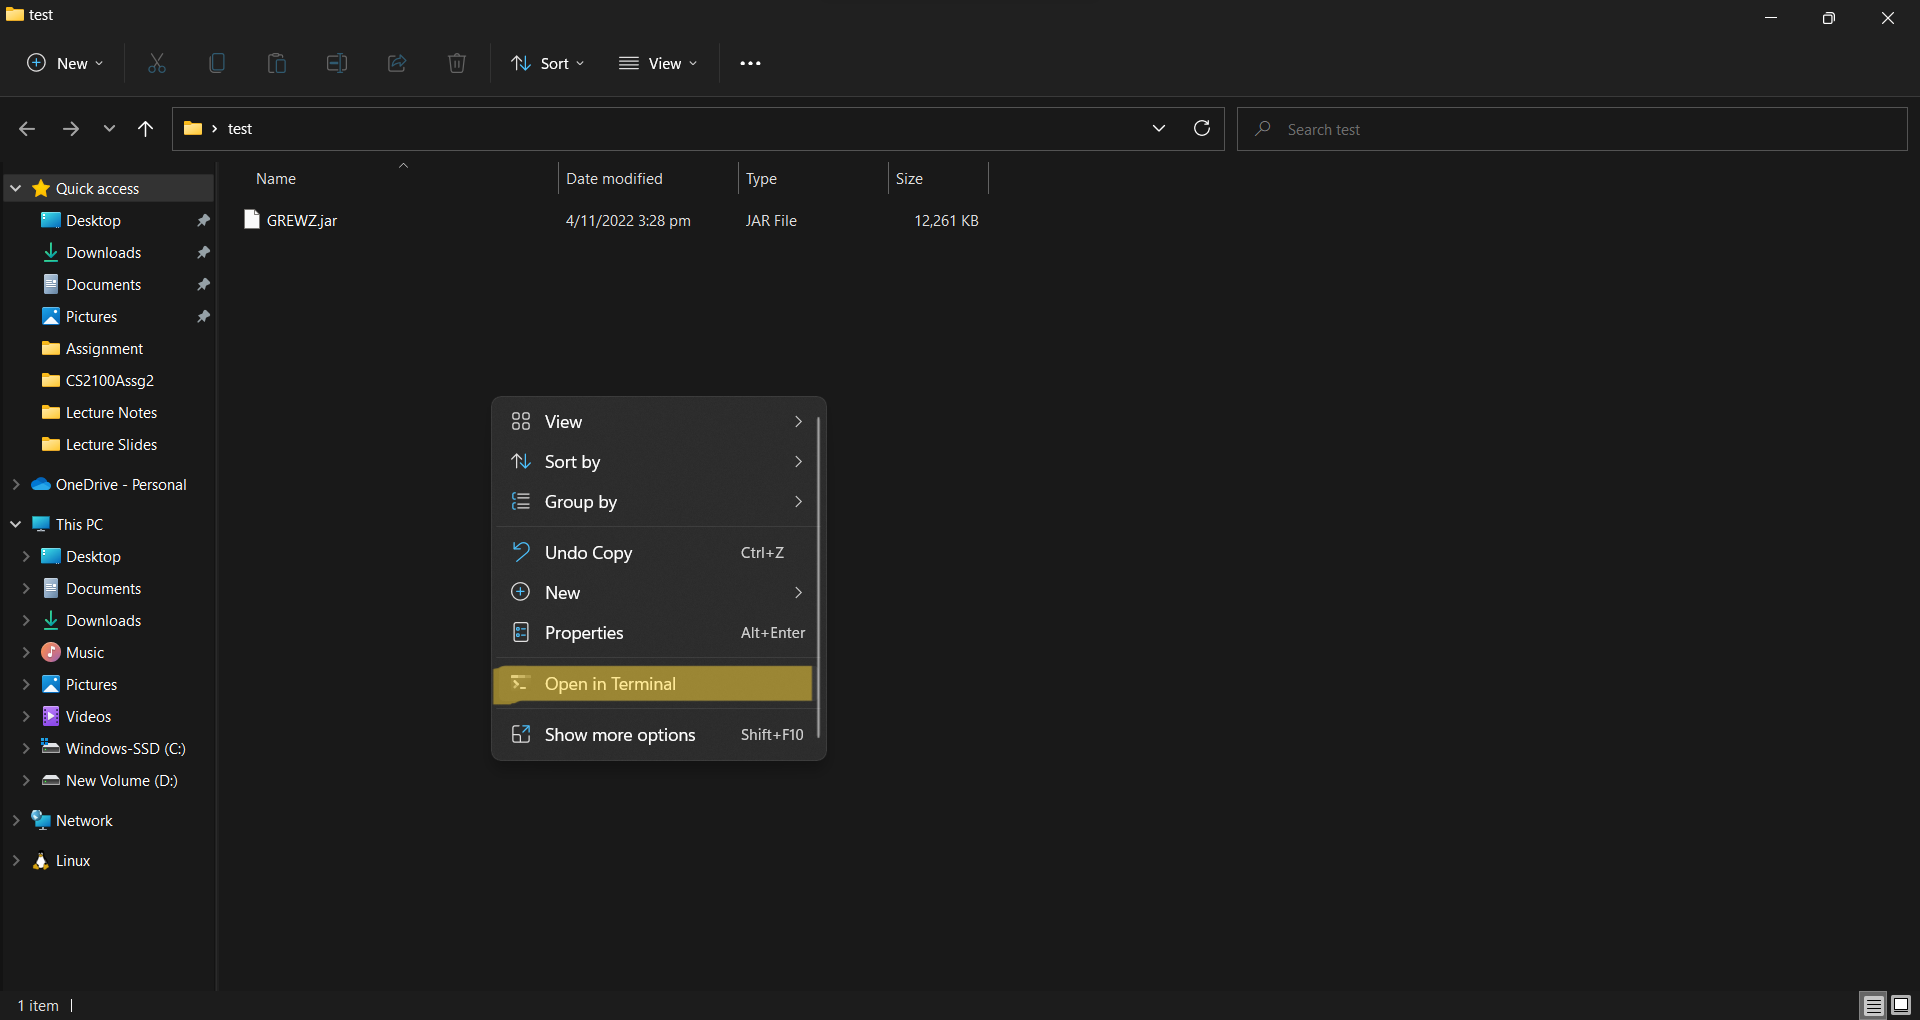 test
New
Sort
View
test
Search test
Name Date modified Type Size
GREWZ.jar 4/11/2022 3:28 pm JAR File 12,261 KB
Quick access
Desktop
Downloads
Documents
Pictures
Assignment
CS2100Assg2
Lecture Notes
Lecture Slides
OneDrive - Personal
This PC
Desktop
Documents
Downloads
Music
Pictures
Videos
Windows-SSD (C:)
New Volume (D:)
Network
Linux
View
Sort by
Group by
Undo Copy Ctrl+Z
New
Properties Alt+Enter
Open in Terminal
Show more options Shift+F10
1 item